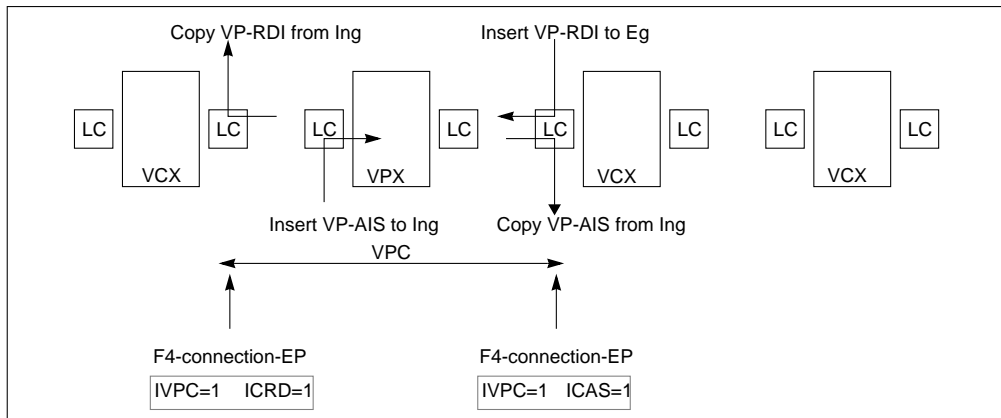 Copy VP-RDI from Ing Insert VP-RDI to Eg
LC LC LC LC LC LC LC LC
VCX VPX VCX VCX
Insert VP-AIS to Ing Copy VP-AIS from Ing
VPC
F4-connection-EP F4-connection-EP
IVPC=1 ICRD=1 IVPC=1 ICAS=1